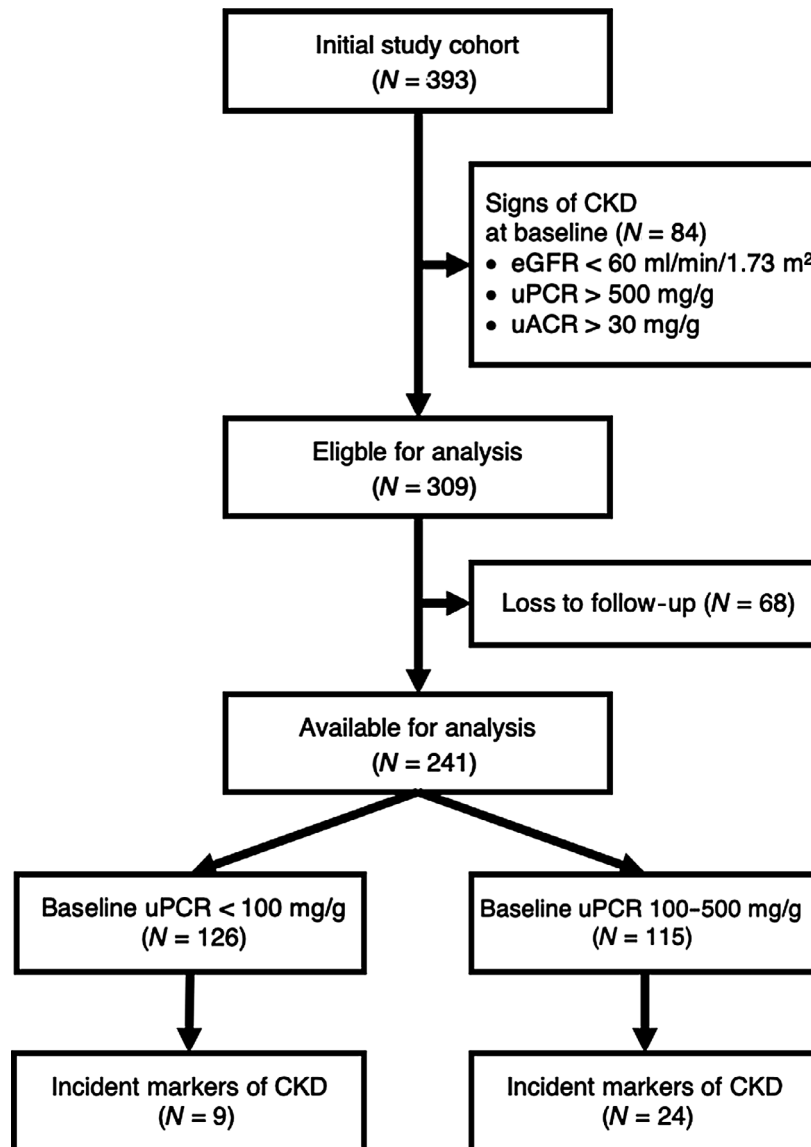 Initial study cohort
(N = 393)
Signs of CKD
at baseline (N = 84)
• eGFR < 60 ml/min/1.73 m²
• uPCR > 500 mg/g
• uACR > 30 mg/g
Eligble for analysis
(N = 309)
Loss to follow-up (N = 68)
Available for analysis
(N = 241)
Baseline uPCR < 100 mg/g
(N = 126)
Baseline uPCR 100–500 mg/g
(N = 115)
Incident markers of CKD
(N = 9)
Incident markers of CKD
(N = 24)